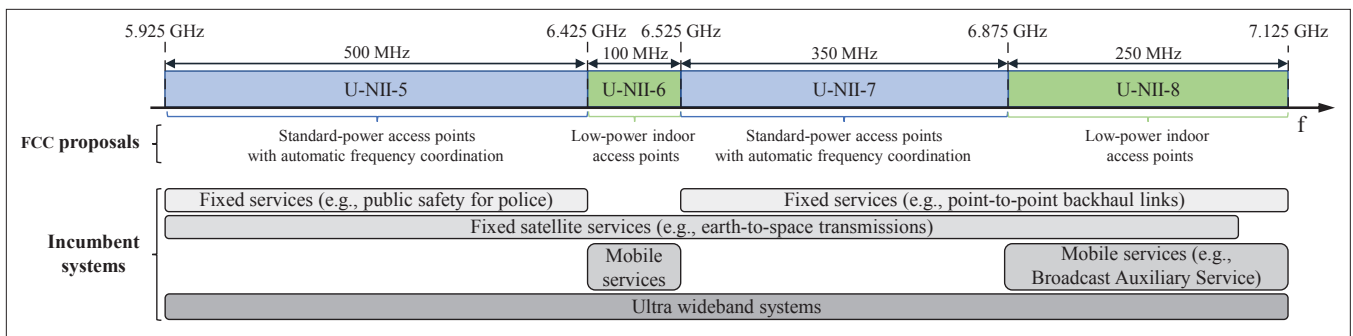 5.925 GHz 6.425 GHz 6.525 GHz 6.875 GHz 7.125 GHz
500 MHz 100 MHz 350 MHz 250 MHz
U-NII-5 U-NII-6 U-NII-7 U-NII-8
f
FCC proposals
Standard-power access points
with automatic frequency coordination
Low-power indoor
access points
Standard-power access points
with automatic frequency coordination
Low-power indoor
access points
Incumbent
systems
Fixed services (e.g., public safety for police)
Fixed services (e.g., point-to-point backhaul links)
Fixed satellite services (e.g., earth-to-space transmissions)
Mobile
services
Mobile services (e.g.,
Broadcast Auxiliary Service)
Ultra wideband systems